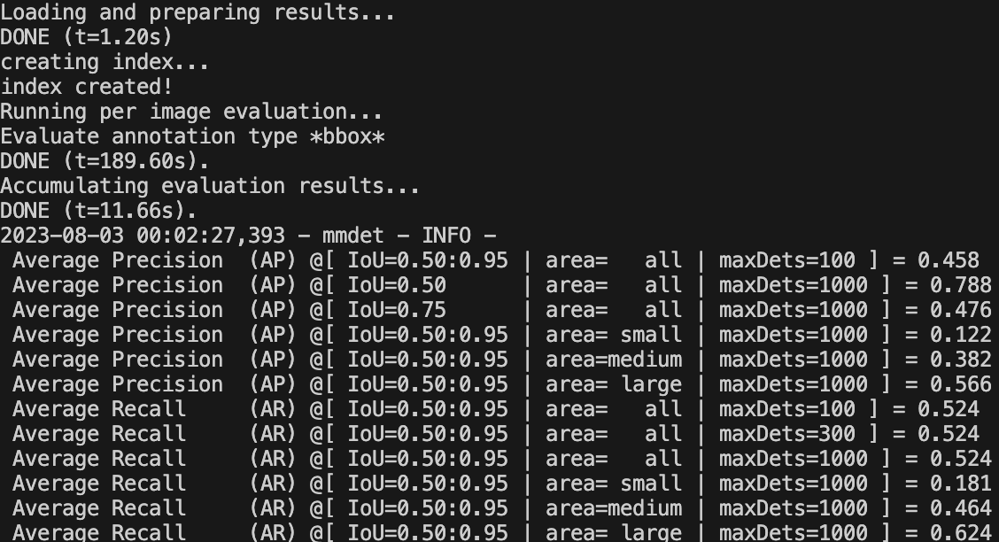 Loading and preparing results...
DONE (t=1.20s)
creating index...
index created!
Running per image evaluation...
Evaluate annotation type *bbox*
DONE (t=189.60s).
Accumulating evaluation results...
DONE (t=11.66s).
2023-08-03 00:02:27,393 - mmdet - INFO -
 Average Precision  (AP) @[ IoU=0.50:0.95 | area=   all | maxDets=100 ] = 0.458
 Average Precision  (AP) @[ IoU=0.50      | area=   all | maxDets=1000 ] = 0.788
 Average Precision  (AP) @[ IoU=0.75      | area=   all | maxDets=1000 ] = 0.476
 Average Precision  (AP) @[ IoU=0.50:0.95 | area= small | maxDets=1000 ] = 0.122
 Average Precision  (AP) @[ IoU=0.50:0.95 | area=medium | maxDets=1000 ] = 0.382
 Average Precision  (AP) @[ IoU=0.50:0.95 | area= large | maxDets=1000 ] = 0.566
 Average Recall     (AR) @[ IoU=0.50:0.95 | area=   all | maxDets=100 ] = 0.524
 Average Recall     (AR) @[ IoU=0.50:0.95 | area=   all | maxDets=300 ] = 0.524
 Average Recall     (AR) @[ IoU=0.50:0.95 | area=   all | maxDets=1000 ] = 0.524
 Average Recall     (AR) @[ IoU=0.50:0.95 | area= small | maxDets=1000 ] = 0.181
 Average Recall     (AR) @[ IoU=0.50:0.95 | area=medium | maxDets=1000 ] = 0.464
 Average Recall     (AR) @[ IoU=0.50:0.95 | area= large | maxDets=1000 ] = 0.624